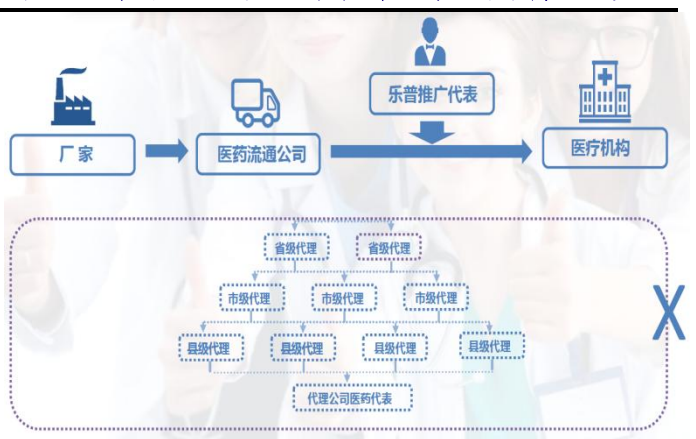 乐普推广代表
厂家
医药流通公司
医疗机构
省级代理
省级代理
市级代理
市级代理
市级代理
县级代理
县级代理
县级代理
县级代理
代理公司医药代表
X